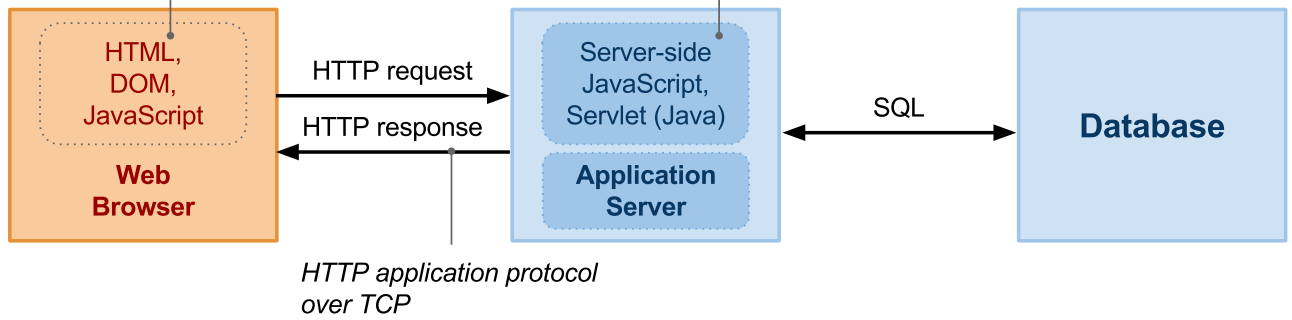 HTML,
DOM,
JavaScript
Web
Browser
HTTP request
HTTP response
HTTP application protocol
over TCP
Server-side
JavaScript,
Servlet (Java)
Application
Server
SQL
Database